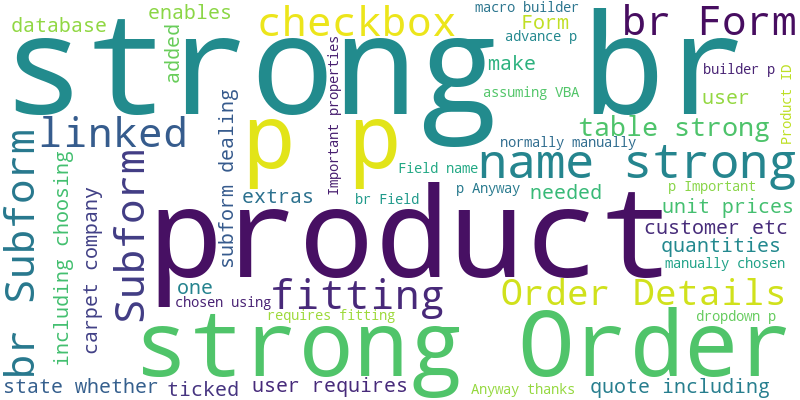 database
enables
checkbox
macro builder
Form
advance p
br Form
added
strong br
make
builder p
assuming VBA
user
Product ID
linked
p p
Important properties
table strong
normally manually
name strong
Field name
br Subform
including choosing
carpet company
Subform
subform dealing
extras
br Field
p Anyway
needed
p Important
unit prices
product
customer etc
quantities
manually chosen
one
chosen using
fitting
Order Details
requires fitting
strong Order
dropdown p
state whether
ticked
user requires
Anyway thanks
quote including